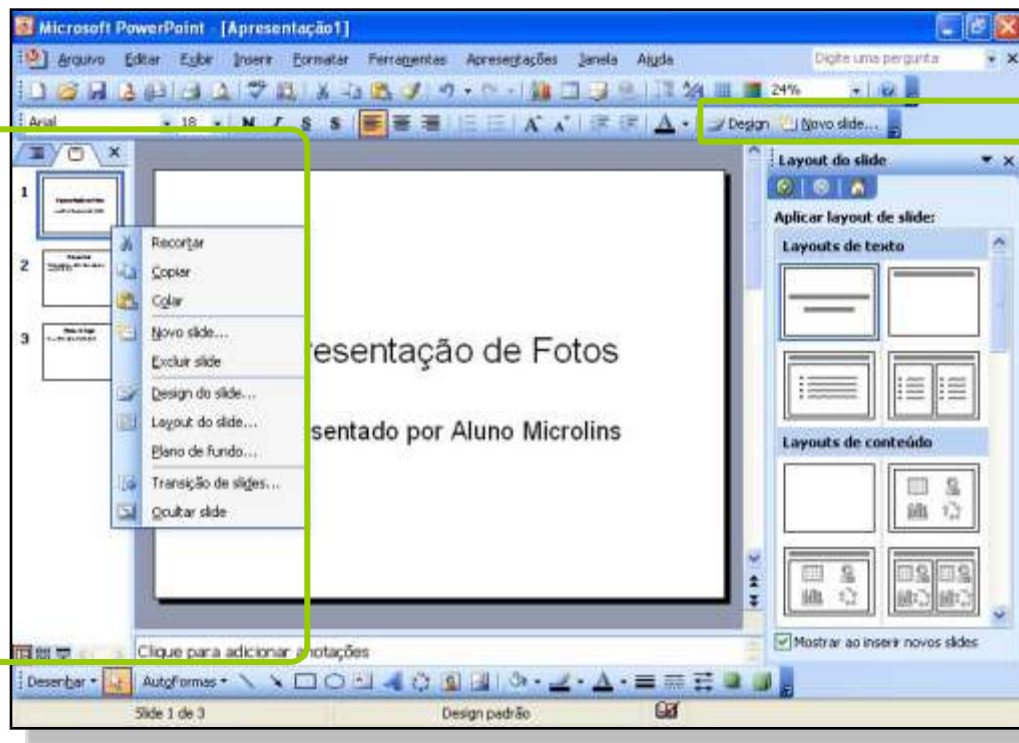 Microsoft PowerPoint - [Apresentação1]
Arquivo Editar Exibir Inserir Formatar Ferramentas Apresentações Janela Ajuda Digite uma pergunta
24%
Arial 18 N I S S Design Novo slide...
Layout do slide
Aplicar layout de slide:
Layouts de texto
1
2
3
Recortar
Copiar
Colar
Novo slide...
Excluir slide
Design do slide...
Layout do slide...
Plano de fundo...
Transição de slides...
Ocultar slide
resentação de Fotos
sentado por Aluno Microlins
Layouts de conteúdo
Mostrar ao inserir novos slides
Clique para adicionar anotações
Desenhar AutoFormas
Slide 1 de 3 Design padrão